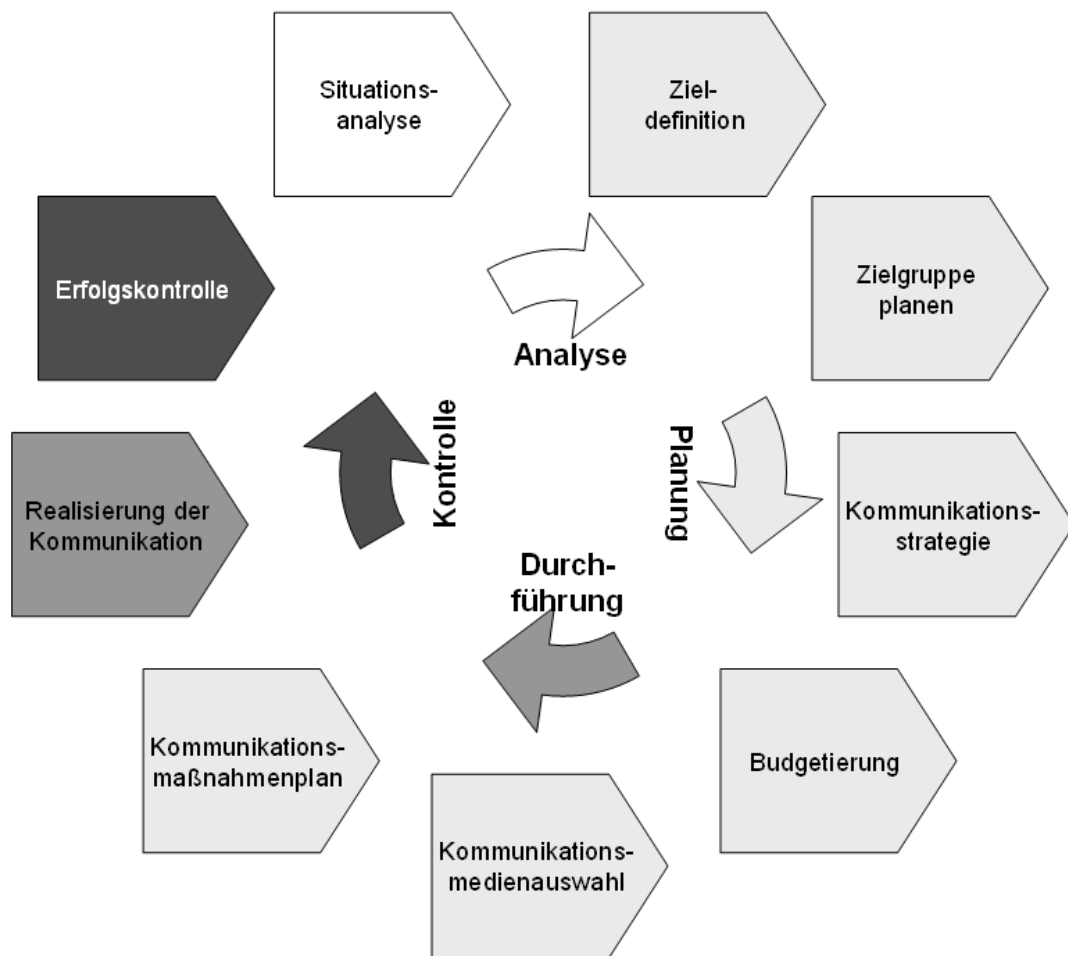 Situations-
analyse
Ziel-
definition
Zielgruppe
planen
Kommunikations-
strategie
Budgetierung
Kommunikations-
medienauswahl
Kommunikations-
maßnahmenplan
Realisierung der
Kommunikation
Erfolgskontrolle
Analyse
Planung
Durch-
führung
Kontrolle